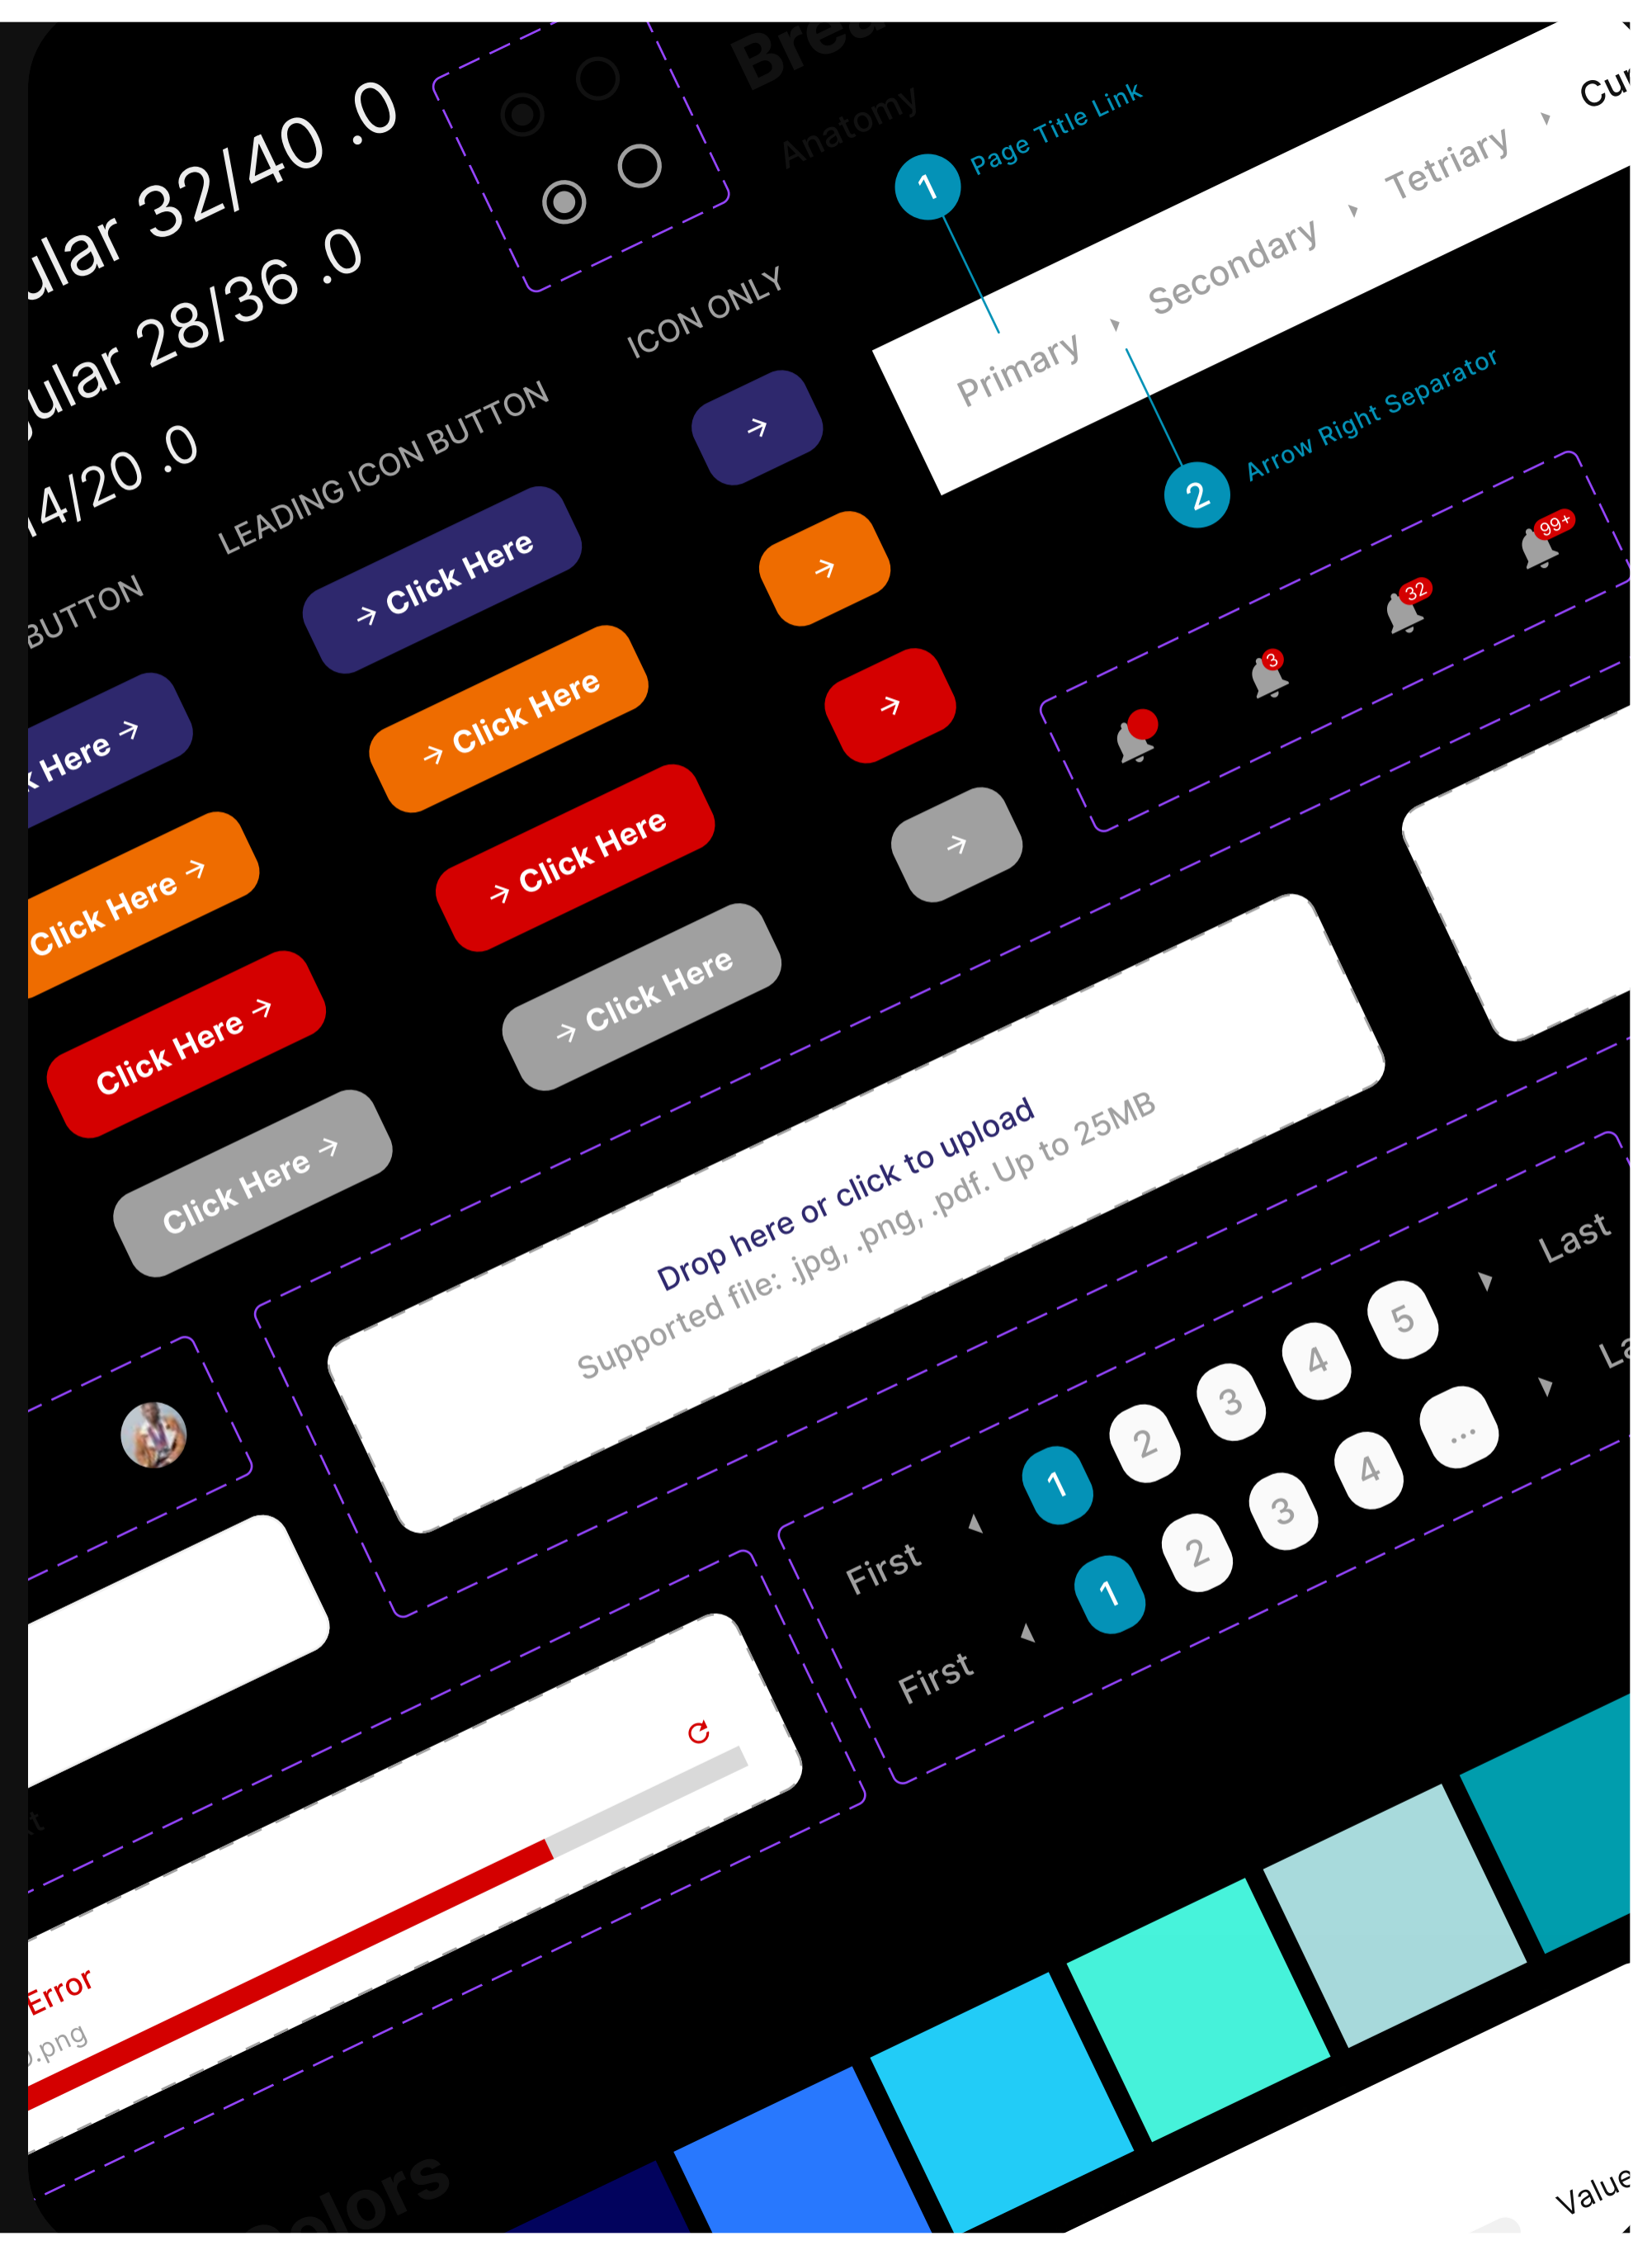 ular 32/40 .0
ular 28/36 .0
14/20 .0
Anatomy
Page Title Link
1
Primary
Secondary
Tetriary
2
Arrow Right Separator
ICON ONLY
LEADING ICON BUTTON
BUTTON
→ Click Here
→ Click Here
→ Click Here
→ Click Here
Here →
Click Here →
Click Here →
Click Here →
3
32
99+
Drop here or click to upload
Supported file: .jpg, .png, .pdf. Up to 25MB
First 1 2 3 4 5 Last
First 1 2 3 4 ...
Error
.png
Colors
Value